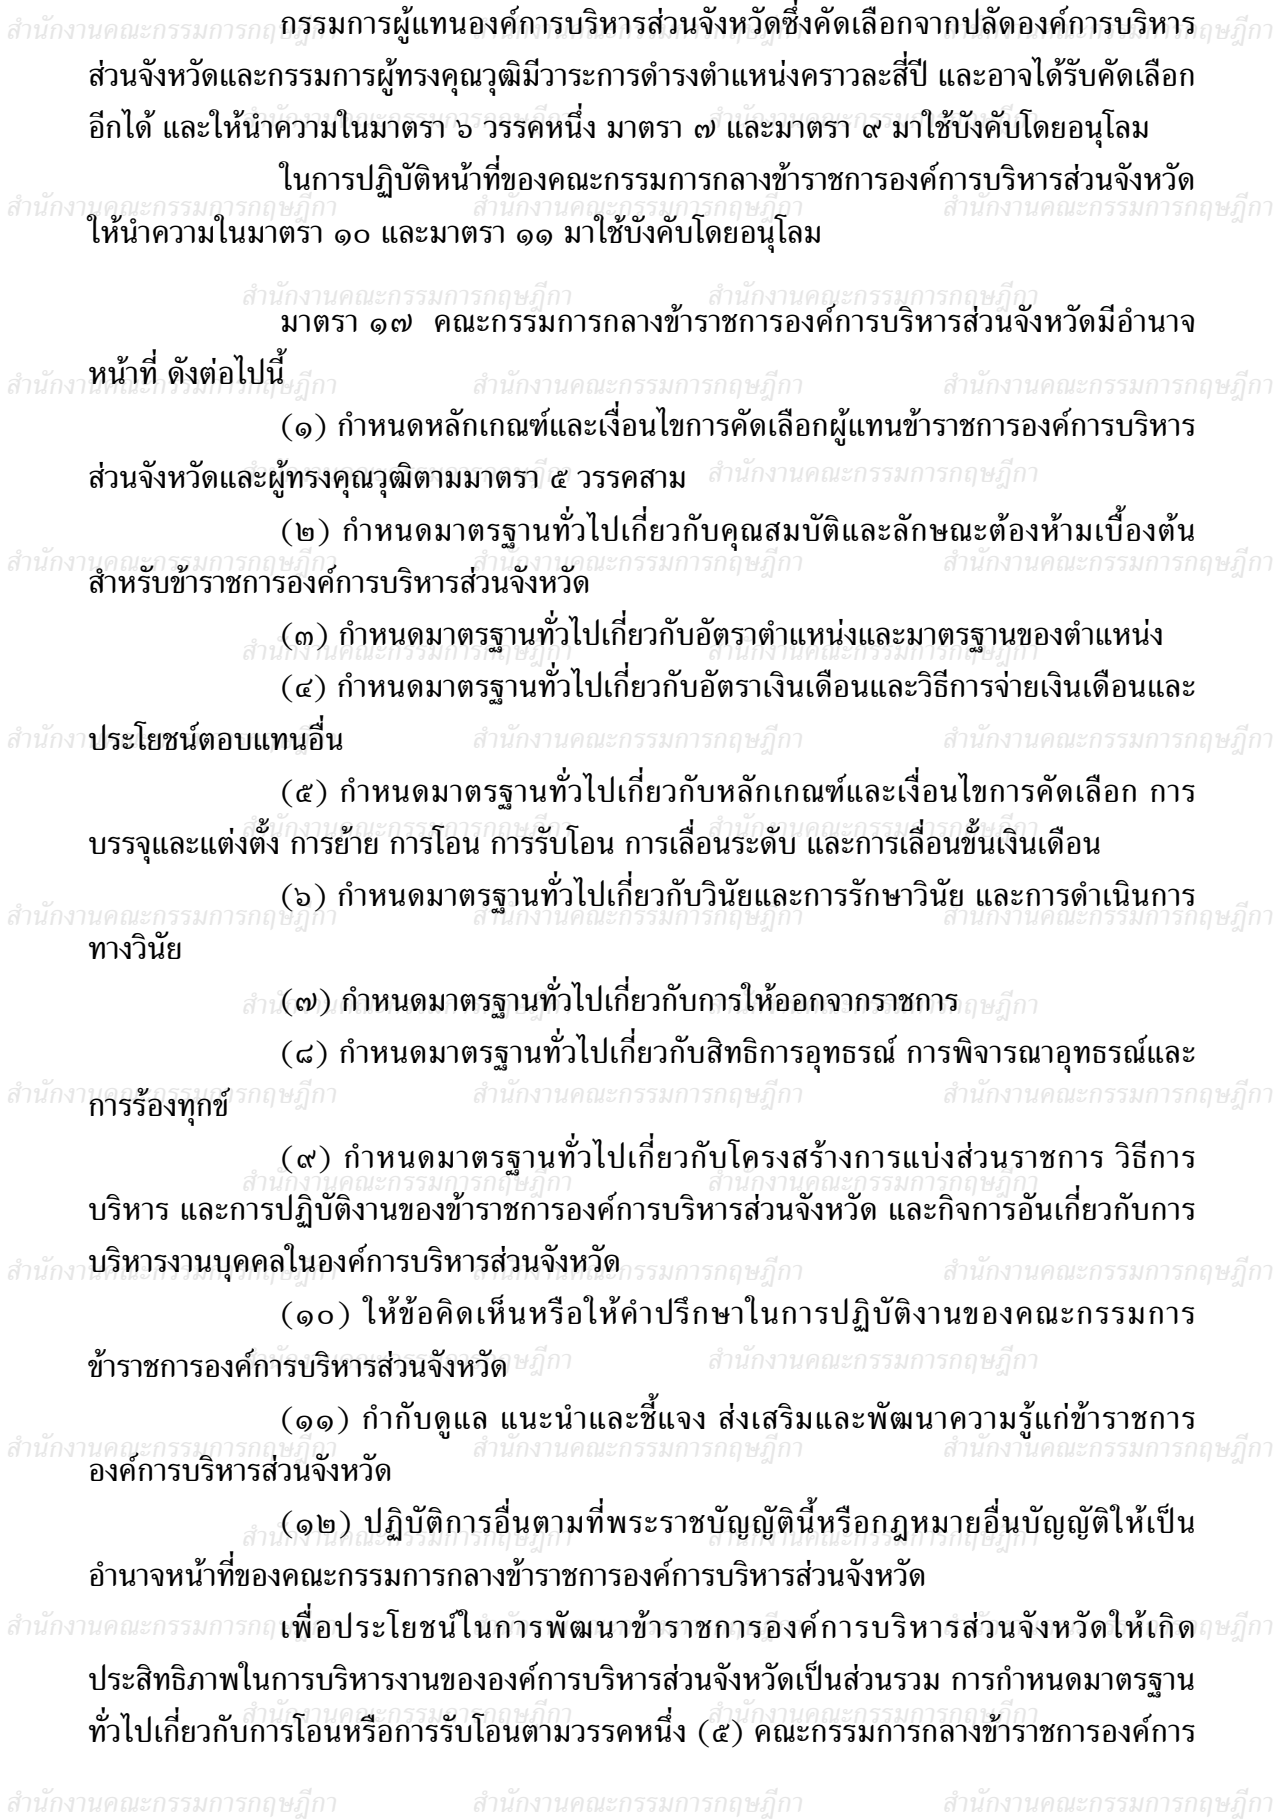 กรรมการผู้แทนองค์การบริหารส่วนจังหวัดซึ่งคัดเลือกจากปลัดองค์การบริหาร
ส่วนจังหวัดและกรรมการผู้ทรงคุณวุฒิมีวาระการดำรงตำแหน่งคราวละสี่ปี และอาจได้รับคัดเลือก
อีกได้ และให้นำความในมาตรา ๖ วรรคหนึ่ง มาตรา ๗ และมาตรา ๙ มาใช้บังคับโดยอนุโลม
ในการปฏิบัติหน้าที่ของคณะกรรมการกลางข้าราชการองค์การบริหารส่วนจังหวัด
ให้นำความในมาตรา ๑๐ และมาตรา ๑๑ มาใช้บังคับโดยอนุโลม
มาตรา ๑๗ คณะกรรมการกลางข้าราชการองค์การบริหารส่วนจังหวัดมีอำนาจ
หน้าที่ ดังต่อไปนี้
(๑) กำหนดหลักเกณฑ์และเงื่อนไขการคัดเลือกผู้แทนข้าราชการองค์การบริหาร
ส่วนจังหวัดและผู้ทรงคุณวุฒิตามมาตรา ๕ วรรคสาม
(๒) กำหนดมาตรฐานทั่วไปเกี่ยวกับคุณสมบัติและลักษณะต้องห้ามเบื้องต้น
สำหรับข้าราชการองค์การบริหารส่วนจังหวัด
(๓) กำหนดมาตรฐานทั่วไปเกี่ยวกับอัตราตำแหน่งและมาตรฐานของตำแหน่ง
(๔) กำหนดมาตรฐานทั่วไปเกี่ยวกับอัตราเงินเดือนและวิธีการจ่ายเงินเดือนและ
ประโยชน์ตอบแทนอื่น
(๕) กำหนดมาตรฐานทั่วไปเกี่ยวกับหลักเกณฑ์และเงื่อนไขการคัดเลือก การ
บรรจุและแต่งตั้ง การย้าย การโอน การรับโอน การเลื่อนระดับ และการเลื่อนขั้นเงินเดือน
(๖) กำหนดมาตรฐานทั่วไปเกี่ยวกับวินัยและการรักษาวินัย และการดำเนินการ
ทางวินัย
(๗) กำหนดมาตรฐานทั่วไปเกี่ยวกับการให้ออกจากราชการ
(๘) กำหนดมาตรฐานทั่วไปเกี่ยวกับสิทธิการอุทธรณ์ การพิจารณาอุทธรณ์และ
การร้องทุกข์
(๙) กำหนดมาตรฐานทั่วไปเกี่ยวกับโครงสร้างการแบ่งส่วนราชการ วิธีการ
บริหาร และการปฏิบัติงานของข้าราชการองค์การบริหารส่วนจังหวัด และกิจการอันเกี่ยวกับการ
บริหารงานบุคคลในองค์การบริหารส่วนจังหวัด
(๑๐) ให้ข้อคิดเห็นหรือให้คำปรึกษาในการปฏิบัติงานของคณะกรรมการ
ข้าราชการองค์การบริหารส่วนจังหวัด
(๑๑) กำกับดูแล แนะนำและชี้แจง ส่งเสริมและพัฒนาความรู้แก่ข้าราชการ
องค์การบริหารส่วนจังหวัด
(๑๒) ปฏิบัติการอื่นตามที่พระราชบัญญัตินี้หรือกฎหมายอื่นบัญญัติให้เป็น
อำนาจหน้าที่ของคณะกรรมการกลางข้าราชการองค์การบริหารส่วนจังหวัด
เพื่อประโยชน์ในการพัฒนาข้าราชการองค์การบริหารส่วนจังหวัดให้เกิด
ประสิทธิภาพในการบริหารงานขององค์การบริหารส่วนจังหวัดเป็นส่วนรวม การกำหนดมาตรฐาน
ทั่วไปเกี่ยวกับการโอนหรือการรับโอนตามวรรคหนึ่ง (๕) คณะกรรมการกลางข้าราชการองค์การ
สำนักงานคณะกรรมการกฤษฎีกา สำนักงานคณะกรรมการกฤษฎีกา สำนักงานคณะกรรมการกฤษฎีกา